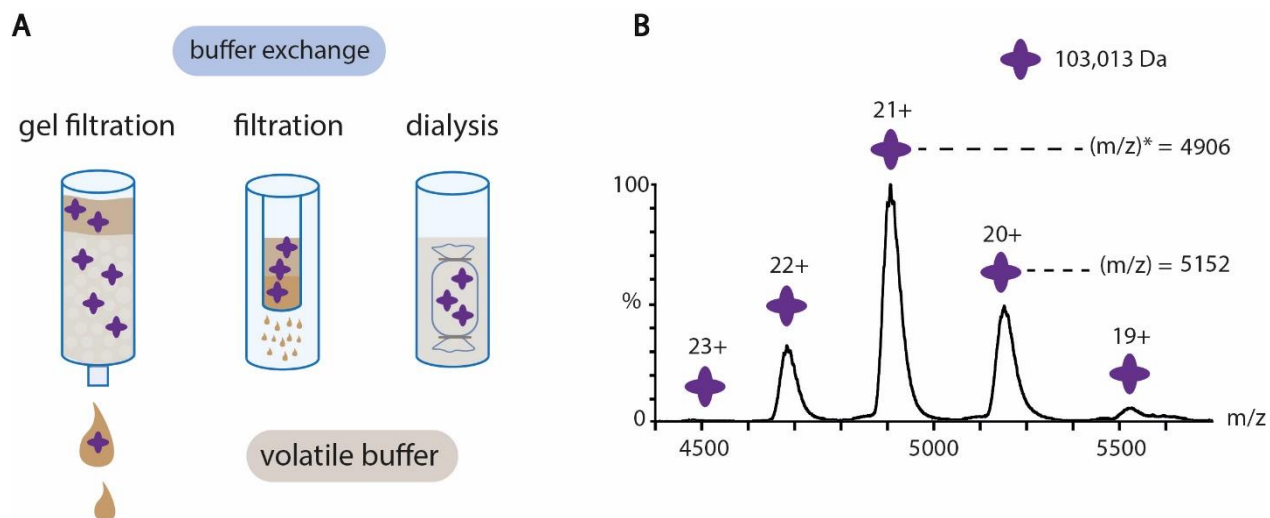 A
buffer exchange
gel filtration
filtration
dialysis
volatile buffer
B
103,013 Da
21+
(m/z)* = 4906
100
20+
(m/z) = 5152
22+
%
23+
19+
0
m/z
4500
5000
5500